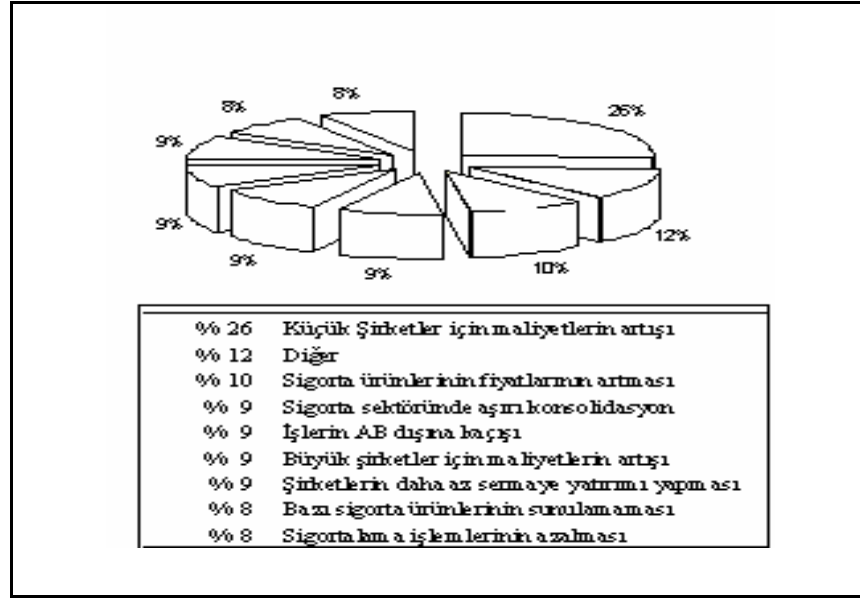 8%
8%
26%
9%
9%
12%
9%
9%
10%
% 26 Küçük Şirketler için maliyetlerin artışı
% 12 Diğer
% 10 Sigorta ürünlerinin fiyatlarının artması
% 9 Sigorta sektöründe aşırı konsolidasyon
% 9 İşlerin AB dışına kaçışı
% 9 Büyük şirketler için maliyetlerin artışı
% 9 Şirketlerin daha az sermaye yatırımı yapması
% 8 Bazı sigorta ürünlerinin sunulamaması
% 8 Sigortalama işlemlerinin azalması